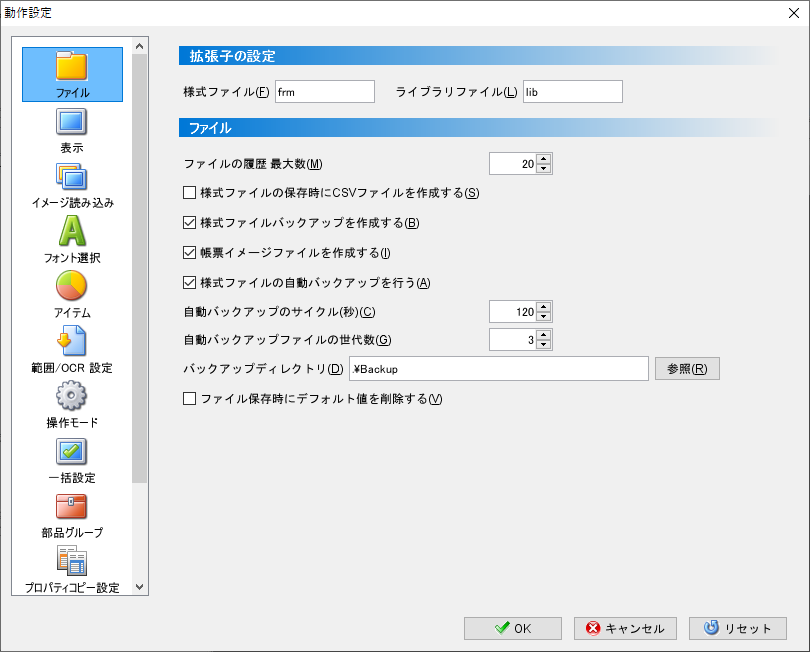 動作設定
ファイル
表示
イメージ読み込み
フォント選択
アイテム
範囲/OCR 設定
操作モード
一括設定
部品グループ
プロパティコピー設定
拡張子の設定
様式ファイル(F) frm ライブラリファイル(L) lib
ファイル
ファイルの履歴 最大数(M) 20
様式ファイルの保存時にCSVファイルを作成する(S)
様式ファイルバックアップを作成する(B)
帳票イメージファイルを作成する(I)
様式ファイルの自動バックアップを行う(A)
自動バックアップのサイクル(秒)(C) 120
自動バックアップファイルの世代数(G) 3
バックアップディレクトリ(D) .¥Backup 参照(R)
ファイル保存時にデフォルト値を削除する(V)
OK キャンセル リセット